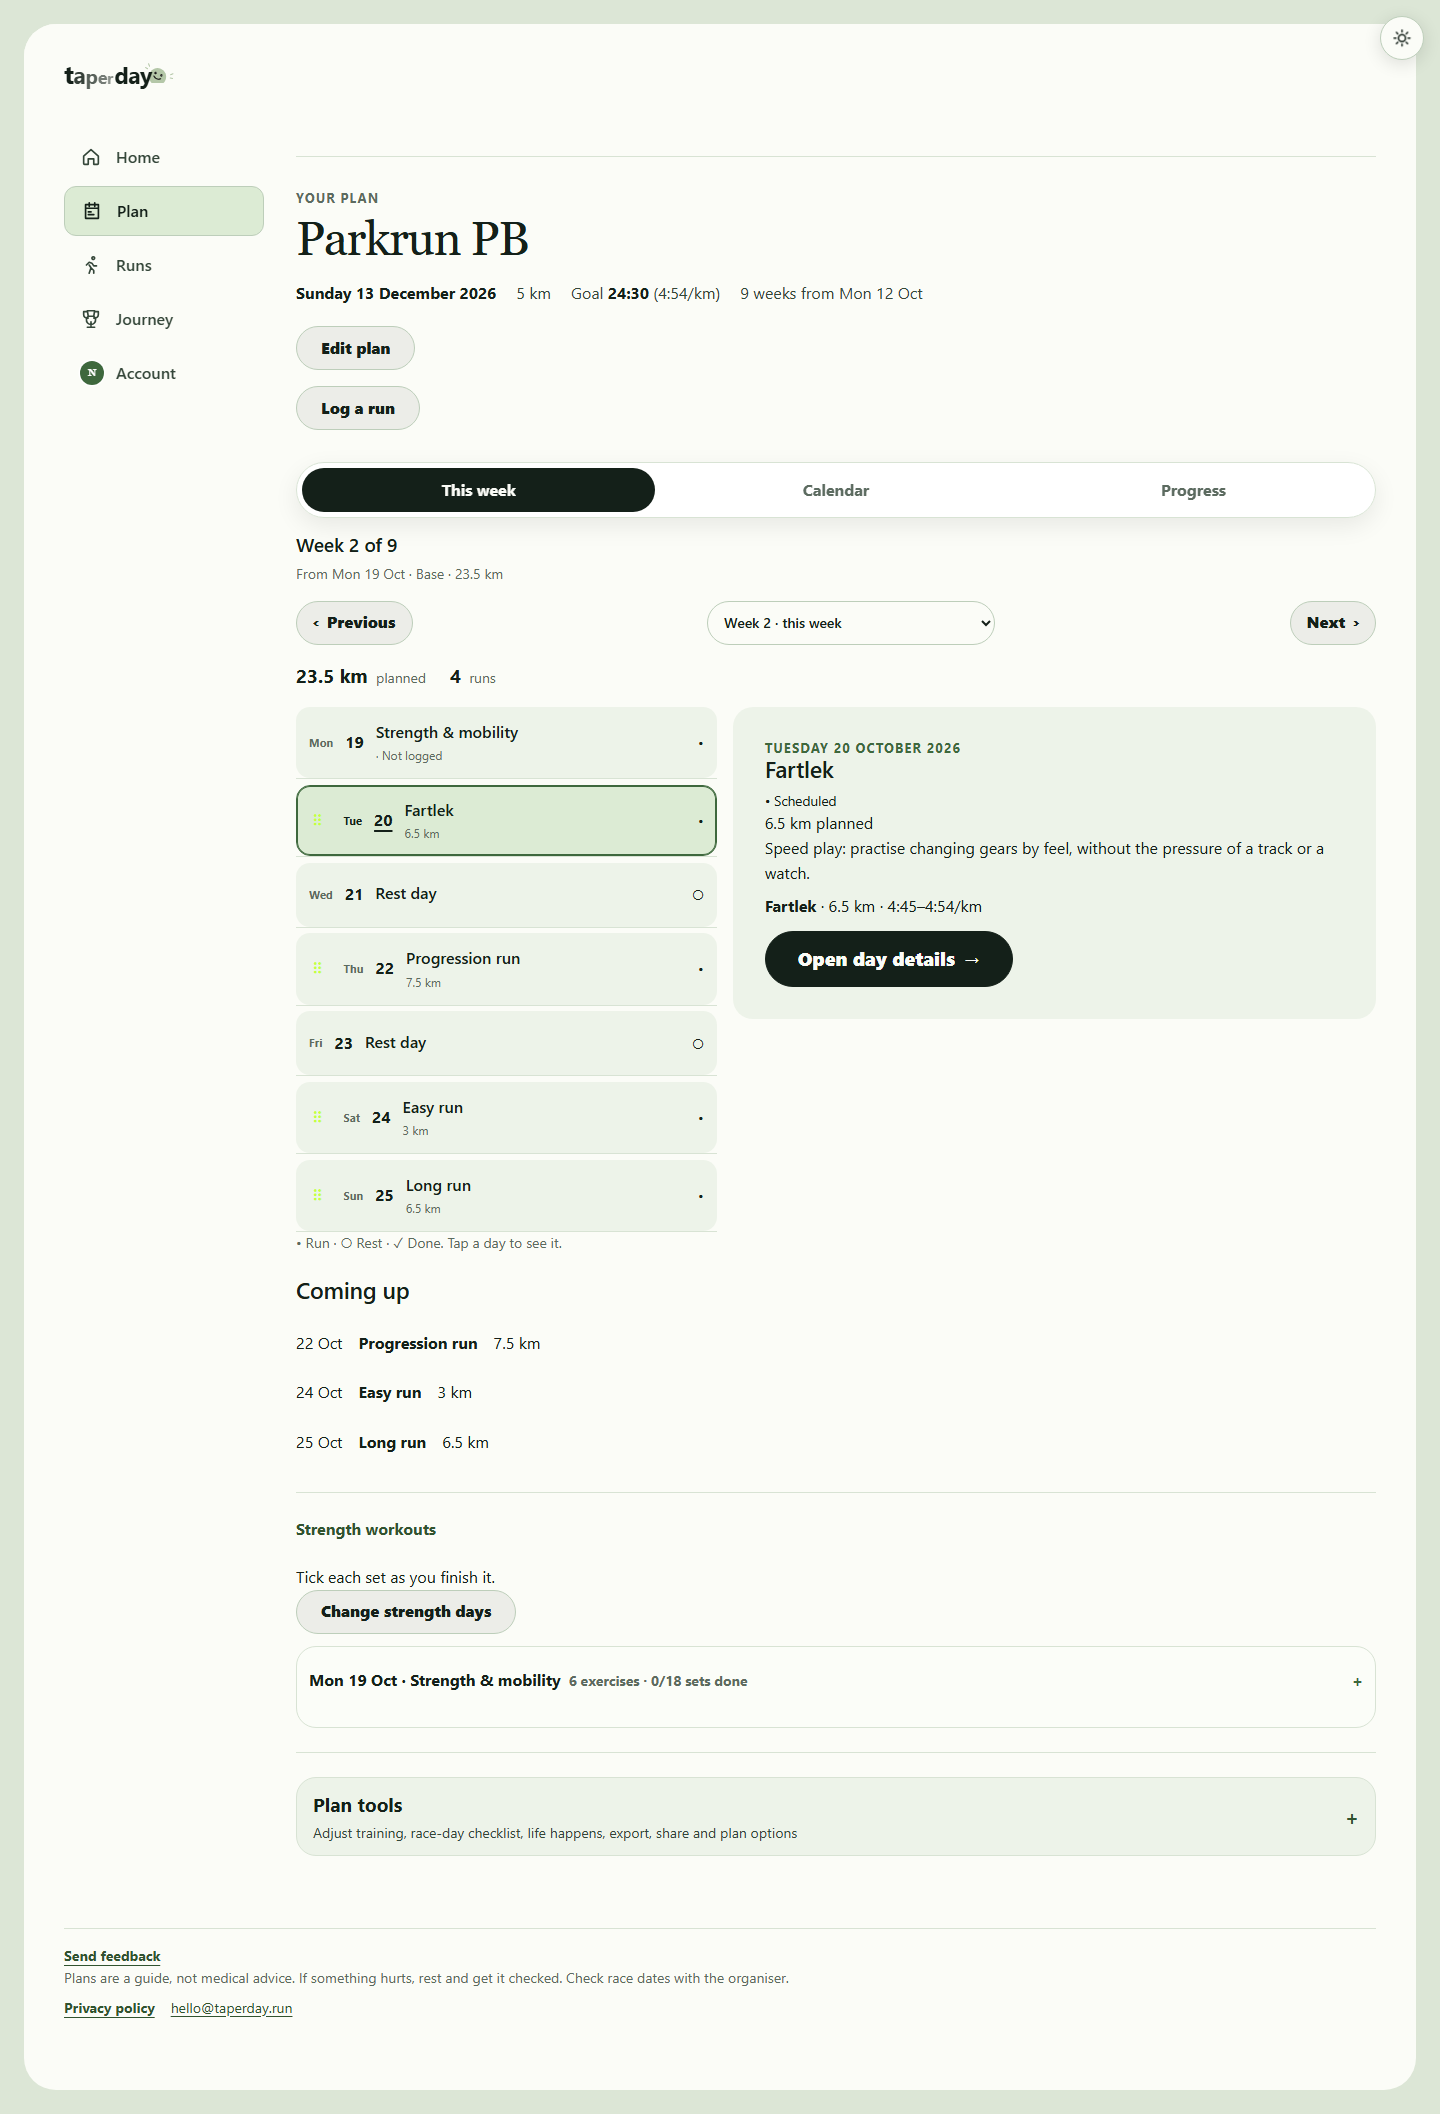 taperday
Home
Plan
Runs
Journey
N
Account
YOUR PLAN
Parkrun PB
Sunday 13 December 2026 5 km Goal 24:30 (4:54/km) 9 weeks from Mon 12 Oct
Edit plan
Log a run
This week
Calendar
Progress
Week 2 of 9
From Mon 19 Oct · Base · 23.5 km
‹ Previous
Week 2 · this week
Next ›
23.5 km planned 4 runs
Mon 19 Strength & mobility
· Not logged
Tue 20 Fartlek
6.5 km
Wed 21 Rest day
Thu 22 Progression run
7.5 km
Fri 23 Rest day
Sat 24 Easy run
3 km
Sun 25 Long run
6.5 km
• Run · ○ Rest · ✓ Done. Tap a day to see it.
TUESDAY 20 OCTOBER 2026
Fartlek
• Scheduled
6.5 km planned
Speed play: practise changing gears by feel, without the pressure of a track or a
watch.
Fartlek · 6.5 km · 4:45–4:54/km
Open day details →
Coming up
22 Oct Progression run 7.5 km
24 Oct Easy run 3 km
25 Oct Long run 6.5 km
Strength workouts
Tick each set as you finish it.
Change strength days
Mon 19 Oct · Strength & mobility 6 exercises · 0/18 sets done +
Plan tools
Adjust training, race-day checklist, life happens, export, share and plan options
+
Send feedback
Plans are a guide, not medical advice. If something hurts, rest and get it checked. Check race dates with the organiser.
Privacy policy hello@taperday.run